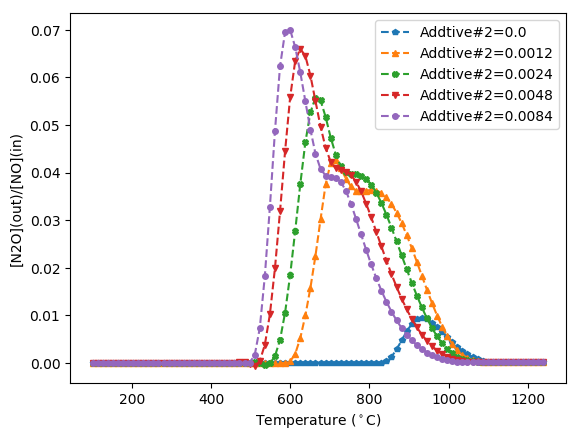 [N2O](out)/[NO](in)
0.07
0.06
0.05
0.04
0.03
0.02
0.01
0.00
Addtive#2=0.0
Addtive#2=0.0012
Addtive#2=0.0024
Addtive#2=0.0048
Addtive#2=0.0084
200 400 600 800 1000 1200
Temperature (°C)